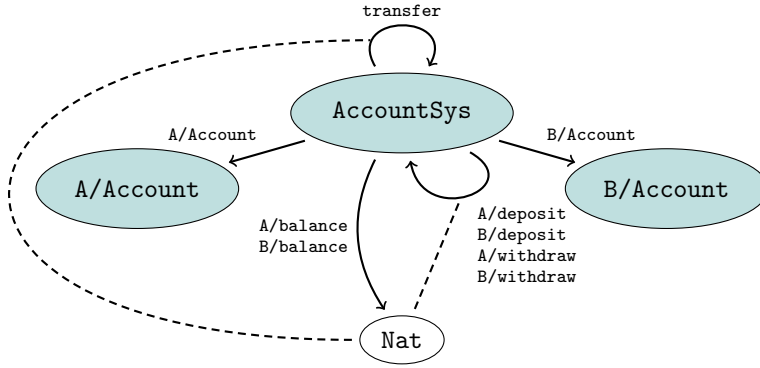 transfer
AccountSys
A/Account
B/Account
A/Account
B/Account
A/balance
B/balance
A/deposit
B/deposit
A/withdraw
B/withdraw
Nat